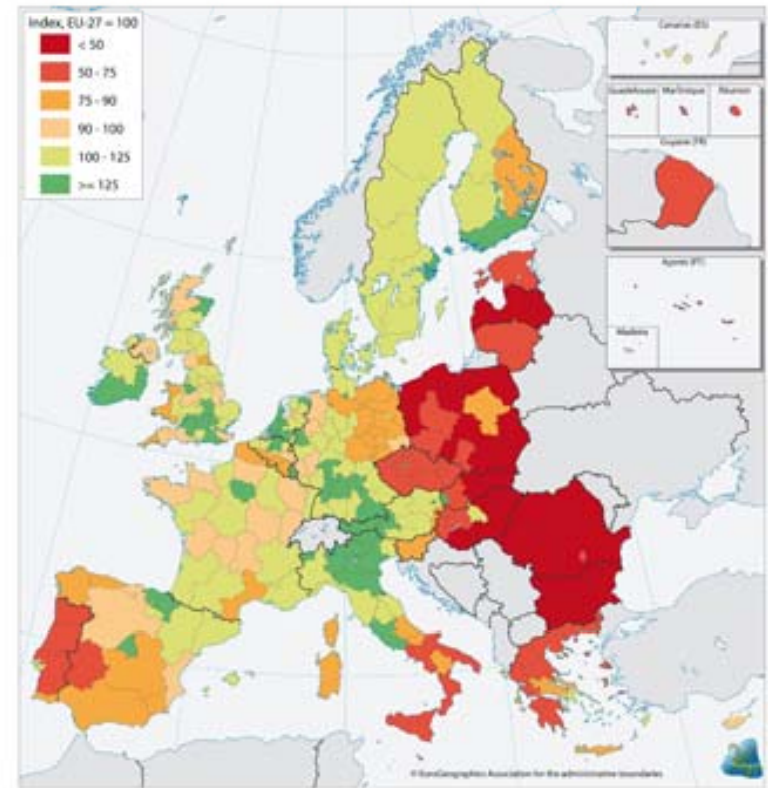 Index, EU-27 = 100
< 50
50 - 75
75 - 90
90 - 100
100 - 125
>= 125
Canarias (ES)
Guadeloupe
Martinique
Réunion
Guyane (FR)
Açores (PT)
Madeira
© EuroGeographics Association for the administrative boundaries